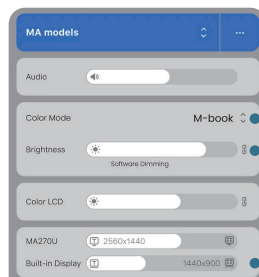 MA models
Audio
Color Mode M-book
Brightness
Software Dimming
Color LCD
MA270U 2560x1440
Built-in Display 1440x900